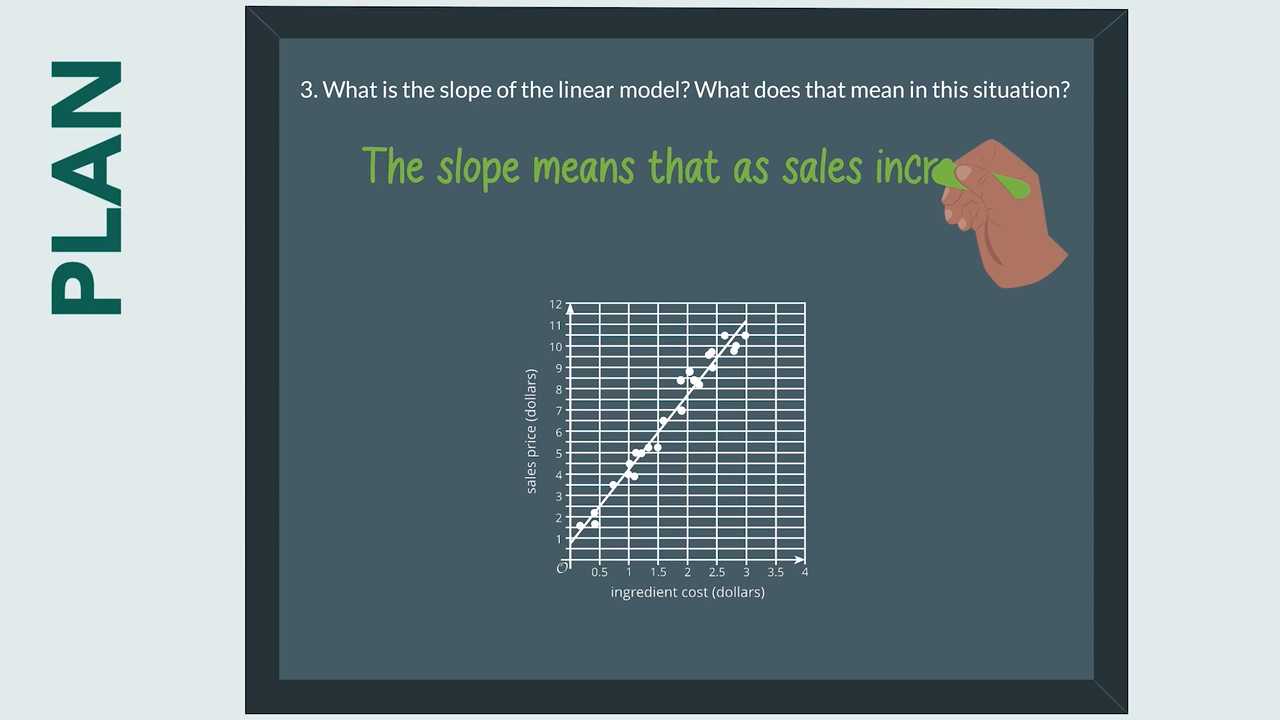 PLAN
3. What is the slope of the linear model? What does that mean in this situation?
The slope means that as sales incre
12
11
10
9
8
7
6
5
4
3
2
1
sales price (dollars)
O
0.5 1 1.5 2 2.5 3 3.5 4
ingredient cost (dollars)